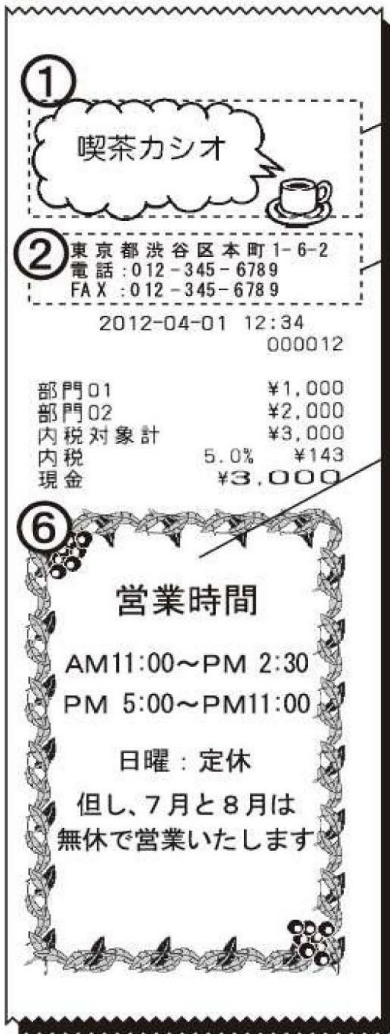 ①
喫茶カシオ
②
東京都渋谷区本町1-6-2
電話:012-345-6789
FAX :012-345-6789
2012-04-01 12:34
000012
部門01 ¥1,000
部門02 ¥2,000
内税対象計 ¥3,000
内税 5.0% ¥143
現金 ¥3,000
⑥
営業時間
AM11:00～PM 2:30
PM 5:00～PM11:00
日曜：定休
但し、7月と8月は
無休で営業いたします